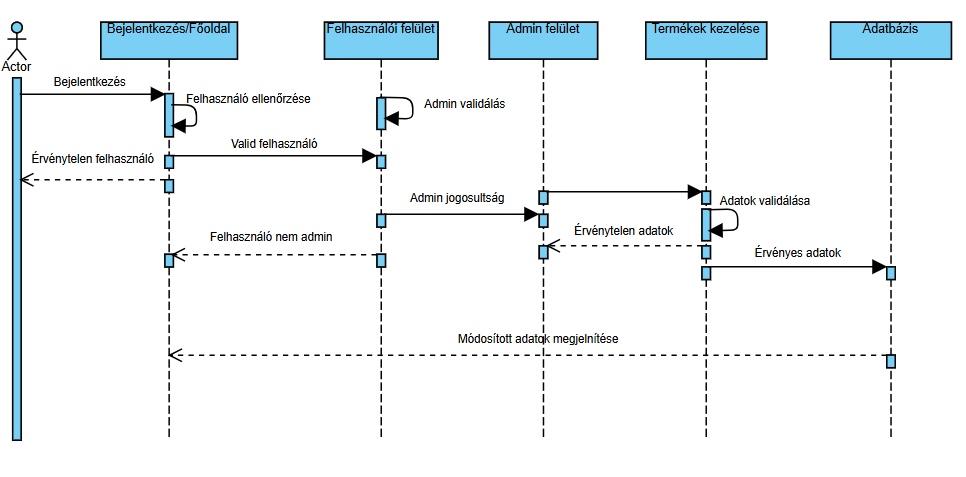 Bejelentkezés/Főoldal
Felhasználói felület
Admin felület
Termékek kezelése
Adatbázis
Actor
Bejelentkezés
Felhasználó ellenőrzése
Admin validálás
Valid felhasználó
Érvénytelen felhasználó
Admin jogosultság
Adatok validálása
Felhasználó nem admin
Érvénytelen adatok
Érvényes adatok
Módosított adatok megjelnítése